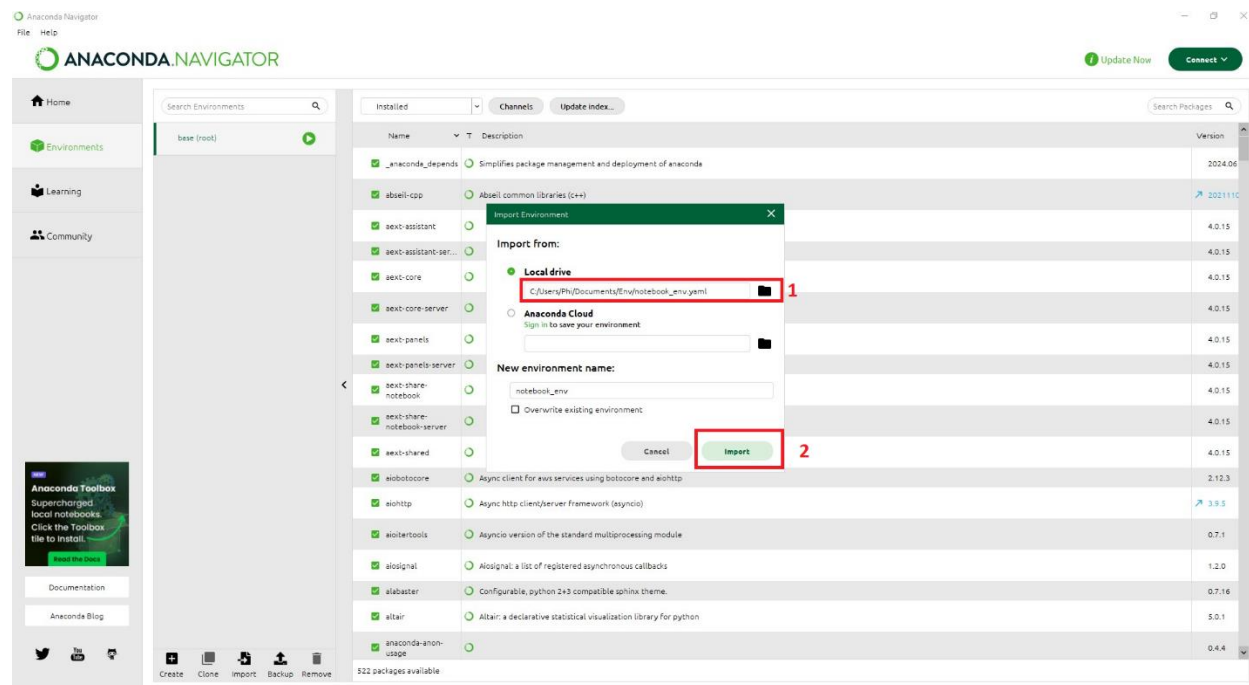 Anaconda Navigator
File Help
ANACONDA.NAVIGATOR
Update Now
Connect
Home
Environments
Learning
Community
NEW
Anaconda Toolbox
Supercharged
local notebooks.
Click the Toolbox
tile to install.
Read the Docs
Documentation
Anaconda Blog
You
Tube
Search Environments
base (root)
Create Clone Import Backup Remove
Installed Channels Update index... Search Packages
Name T Description Version
_anaconda_depends Simplifies package management and deployment of anaconda 2024.06
abseil-cpp Abseil common libraries (c++) 2021110
aext-assistant 4.0.15
aext-assistant-ser... 4.0.15
aext-core 4.0.15
aext-core-server 4.0.15
aext-panels 4.0.15
aext-panels-server 4.0.15
aext-share-
notebook 4.0.15
aext-share-
notebook-server 4.0.15
aext-shared 4.0.15
aiobotocore Async client for aws services using botocore and aiohttp 2.12.3
aiohttp Async http client/server framework (asyncio) 3.9.5
aioitertools Asyncio version of the standard multiprocessing module 0.7.1
aiosignal Aiosignal: a list of registered asynchronous callbacks 1.2.0
alabaster Configurable, python 2+3 compatible sphinx theme. 0.7.16
altair Altair: a declarative statistical visualization library for python 5.0.1
anaconda-anon-
usage 0.4.4
522 packages available
Import Environment
Import from:
Local drive
C:/Users/Phi/Documents/Env/notebook_env.yaml
1
Anaconda Cloud
Sign in to save your environment
New environment name:
notebook_env
Overwrite existing environment
Cancel Import
2